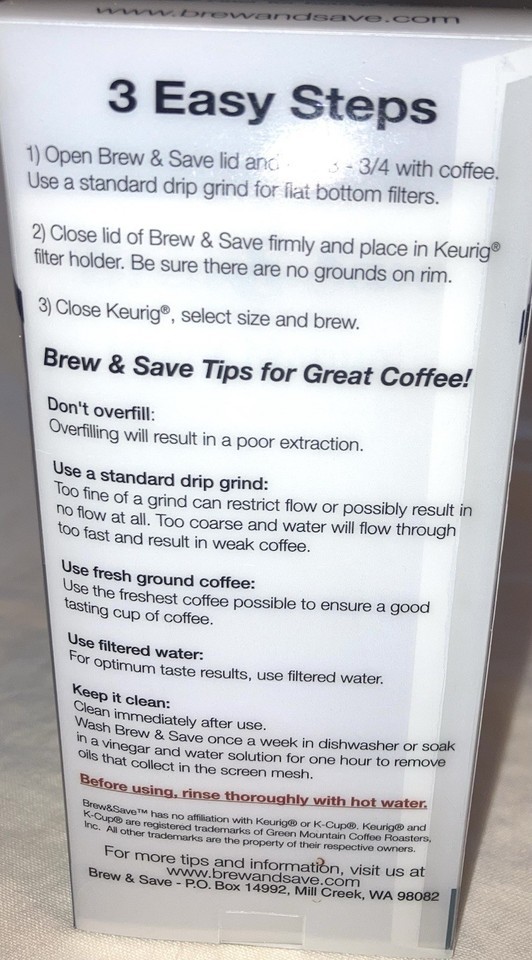 www.brewandsave.com
3 Easy Steps
1) Open Brew & Save lid and - 3/4 with coffee.
Use a standard drip grind for flat bottom filters.
2) Close lid of Brew & Save firmly and place in Keurig®
filter holder. Be sure there are no grounds on rim.
3) Close Keurig®, select size and brew.
Brew & Save Tips for Great Coffee!
Don't overfill:
Overfilling will result in a poor extraction.
Use a standard drip grind:
Too fine of a grind can restrict flow or possibly result in
no flow at all. Too coarse and water will flow through
too fast and result in weak coffee.
Use fresh ground coffee:
Use the freshest coffee possible to ensure a good
tasting cup of coffee.
Use filtered water:
For optimum taste results, use filtered water.
Keep it clean:
Clean immediately after use.
Wash Brew & Save once a week in dishwasher or soak
in a vinegar and water solution for one hour to remove
oils that collect in the screen mesh.
Before using, rinse thoroughly with hot water.
Brew&Save™ has no affiliation with Keurig® or K-Cup®. Keurig® and
K-Cup® are registered trademarks of Green Mountain Coffee Roasters,
Inc. All other trademarks are the property of their respective owners.
For more tips and information, visit us at
www.brewandsave.com
Brew & Save - P.O. Box 14992, Mill Creek, WA 98082